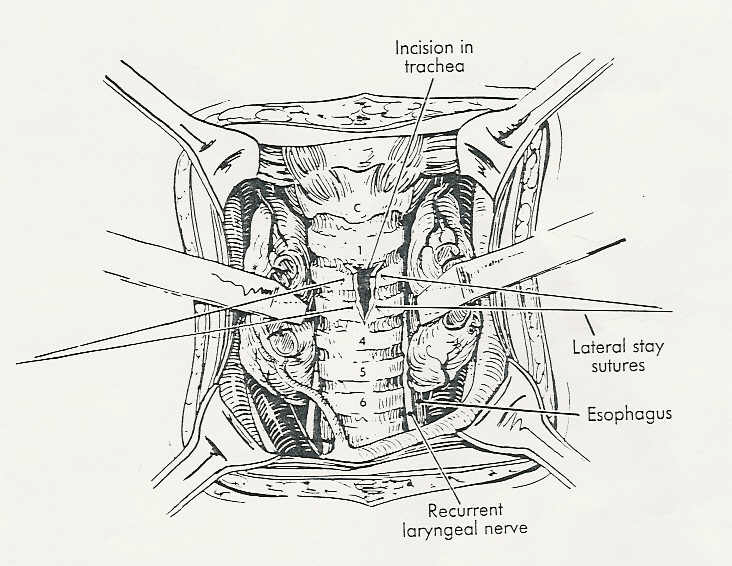 Incision in
trachea
C
1
4
5
6
Lateral stay
sutures
Esophagus
Recurrent
laryngeal nerve